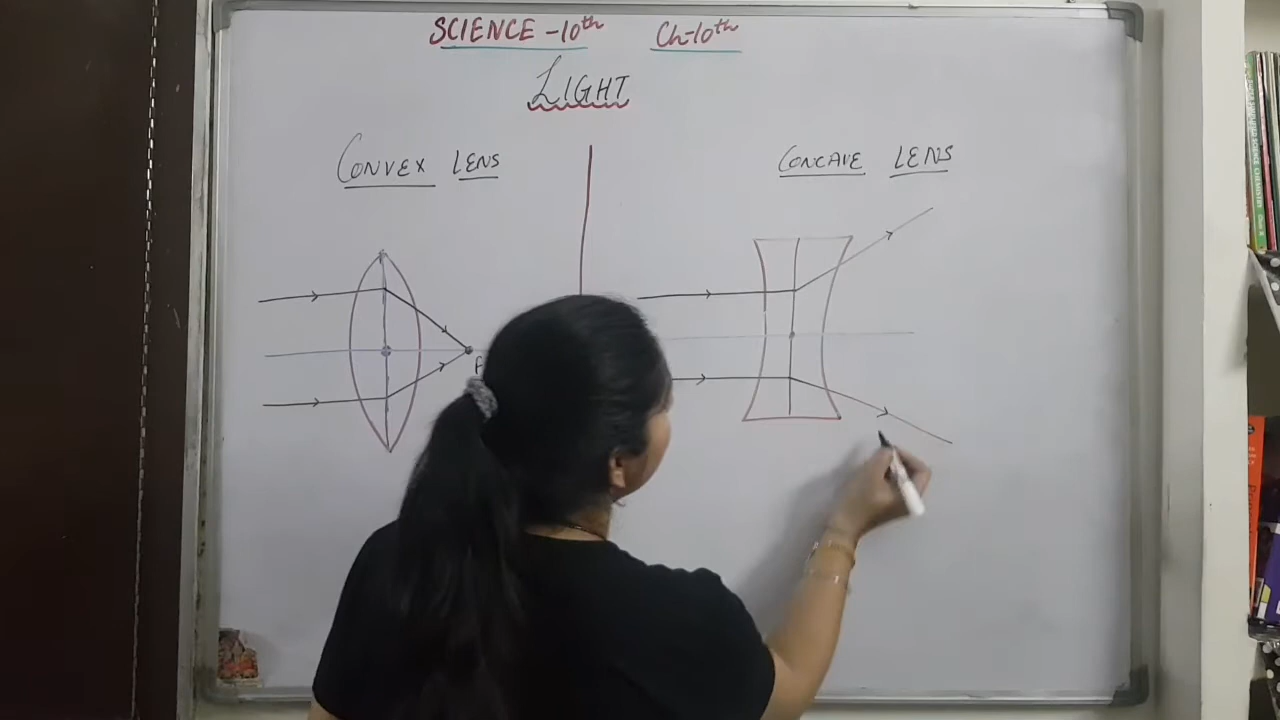 SCIENCE-10th Ch-10th
LIGHT
CONVEX LENS
CONCAVE LENS
F